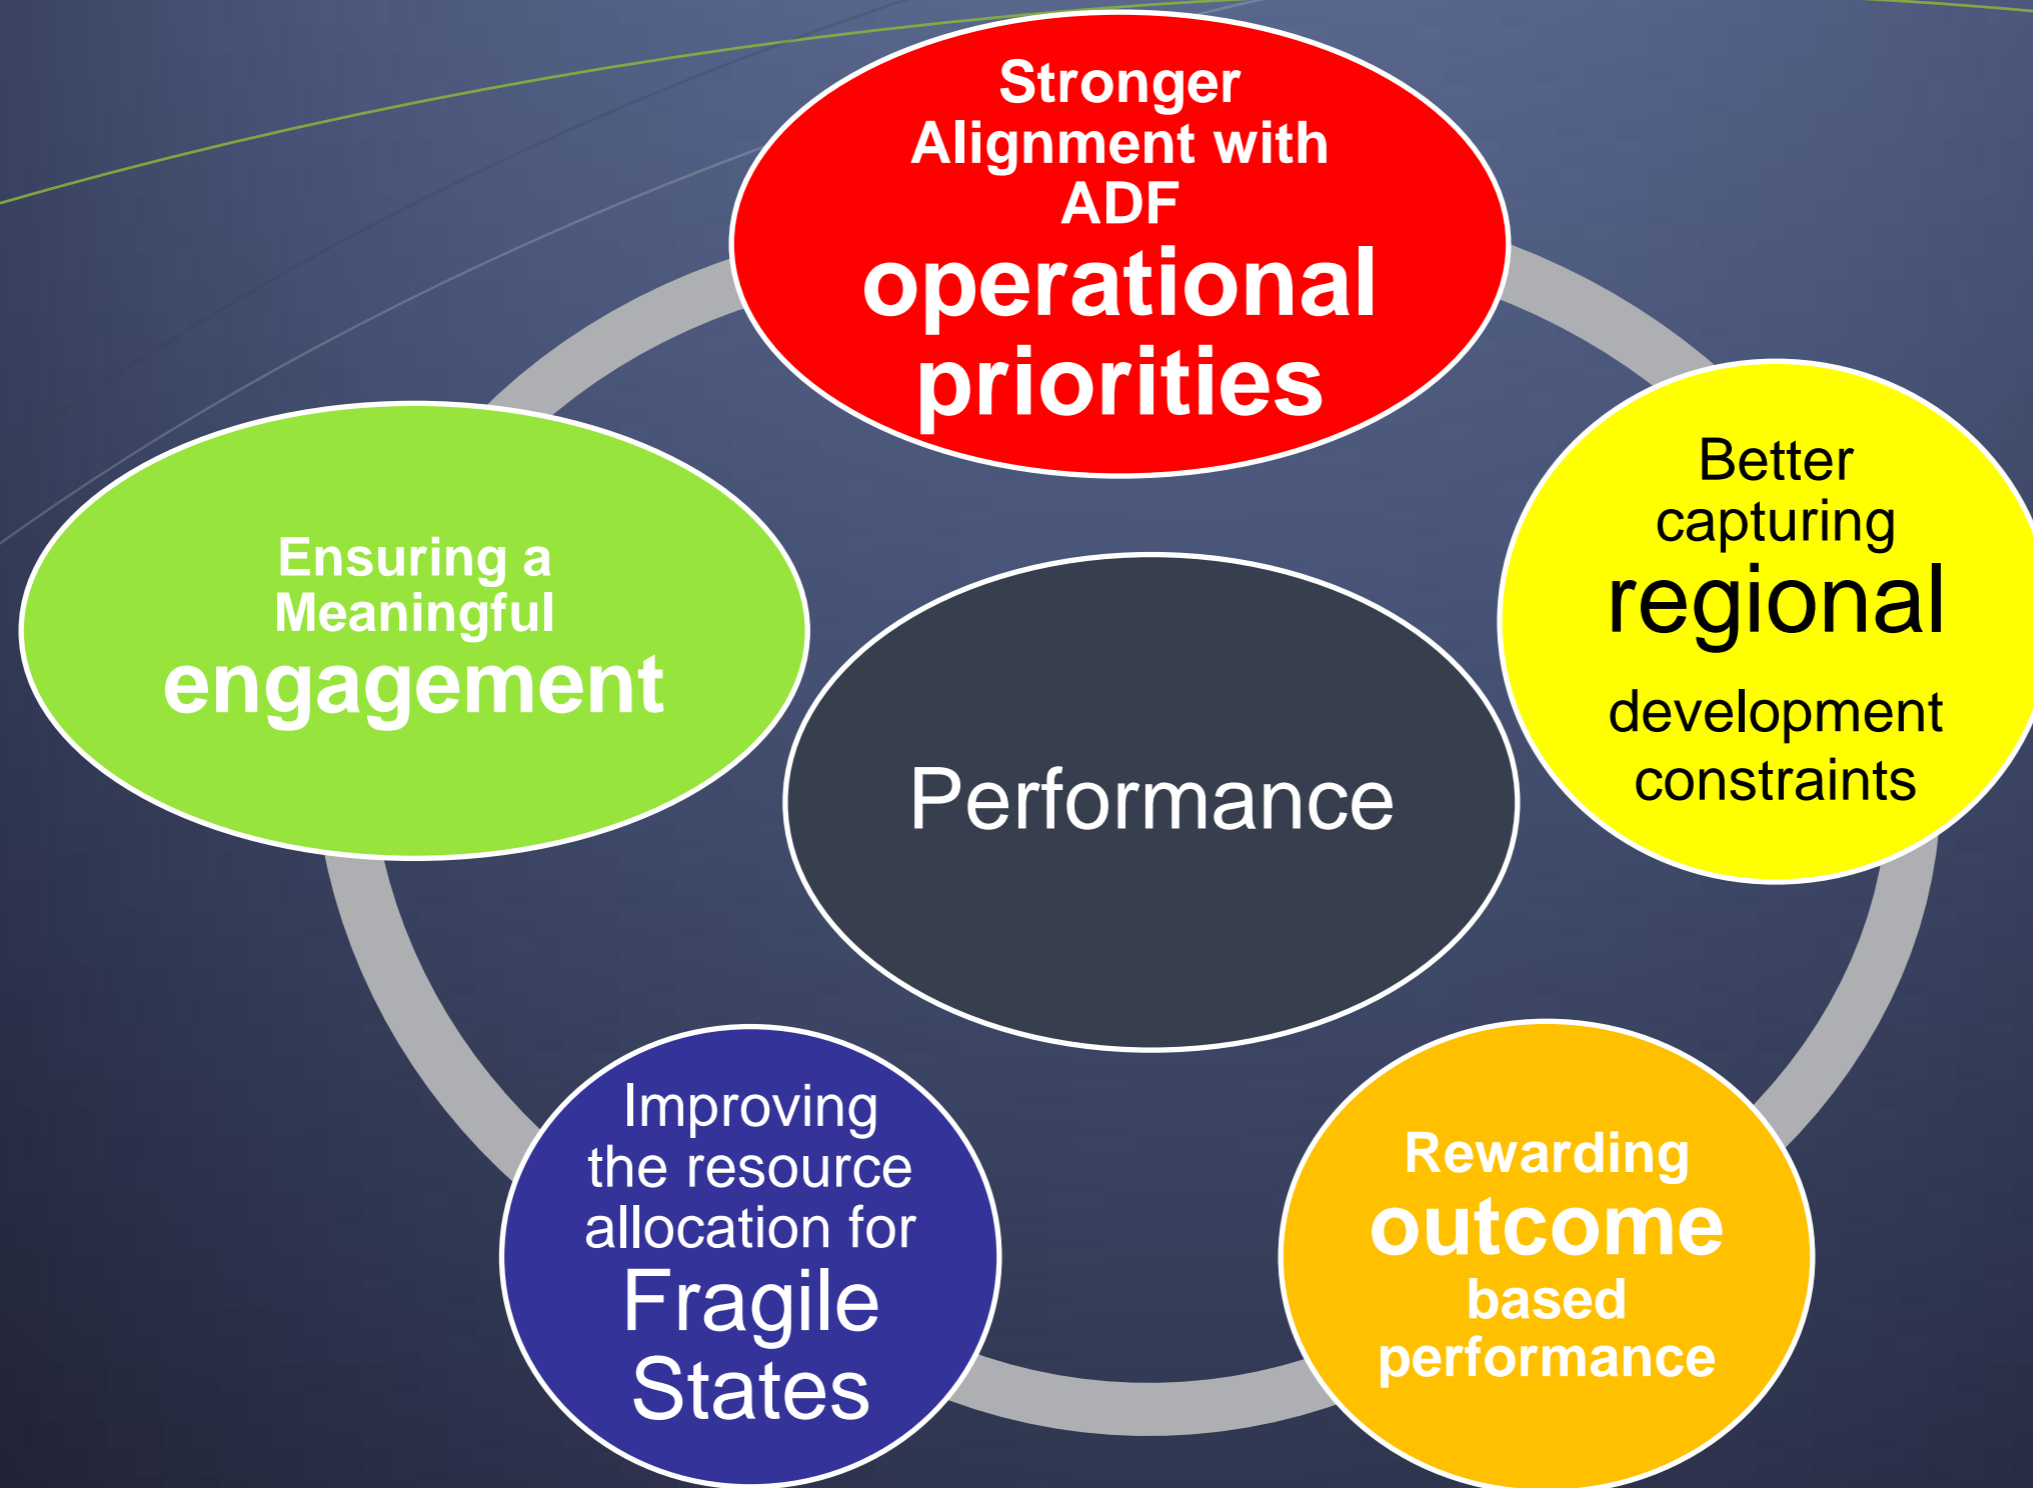 Stronger
Alignment with
ADF
operational
priorities
Better
capturing
regional
development
constraints
Ensuring a
Meaningful
engagement
Performance
Improving
the resource
allocation for
Fragile
States
Rewarding
outcome
based
performance